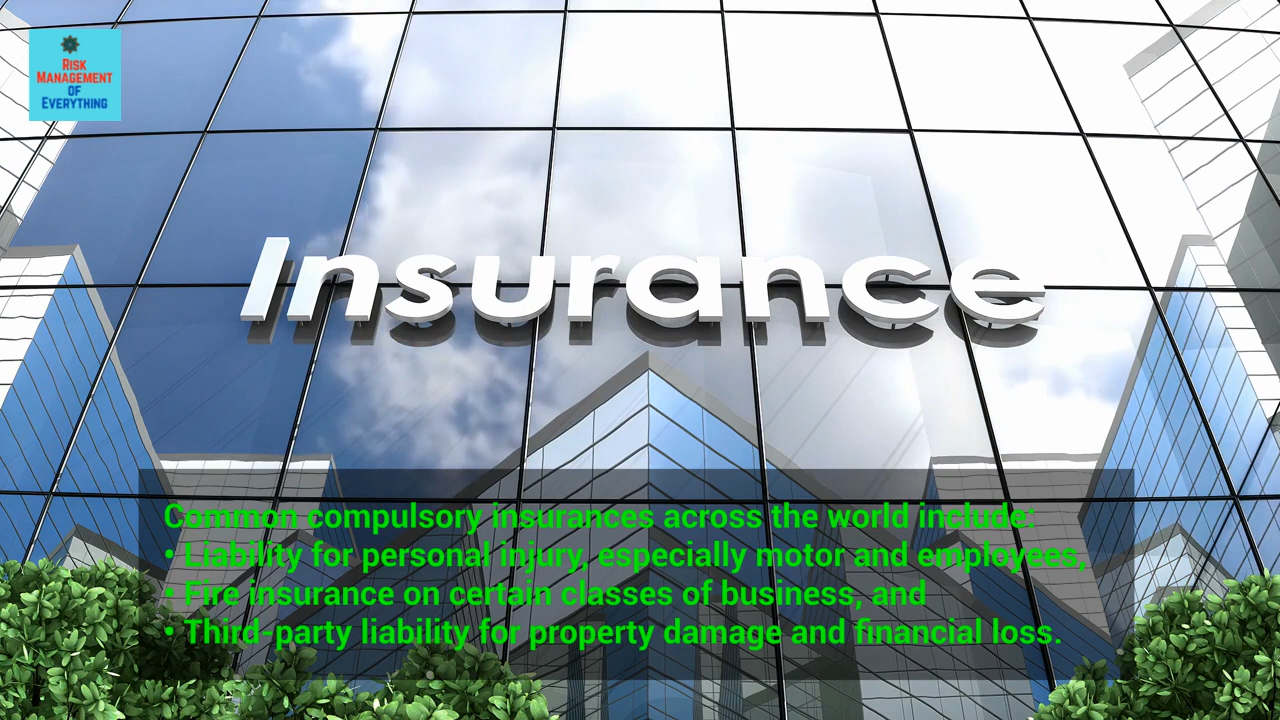 Risk
Management
of
Everything
Insurance
Common compulsory insurances across the world include:
• Liability for personal injury, especially motor and employees,
• Fire insurance on certain classes of business, and
• Third-party liability for property damage and financial loss.